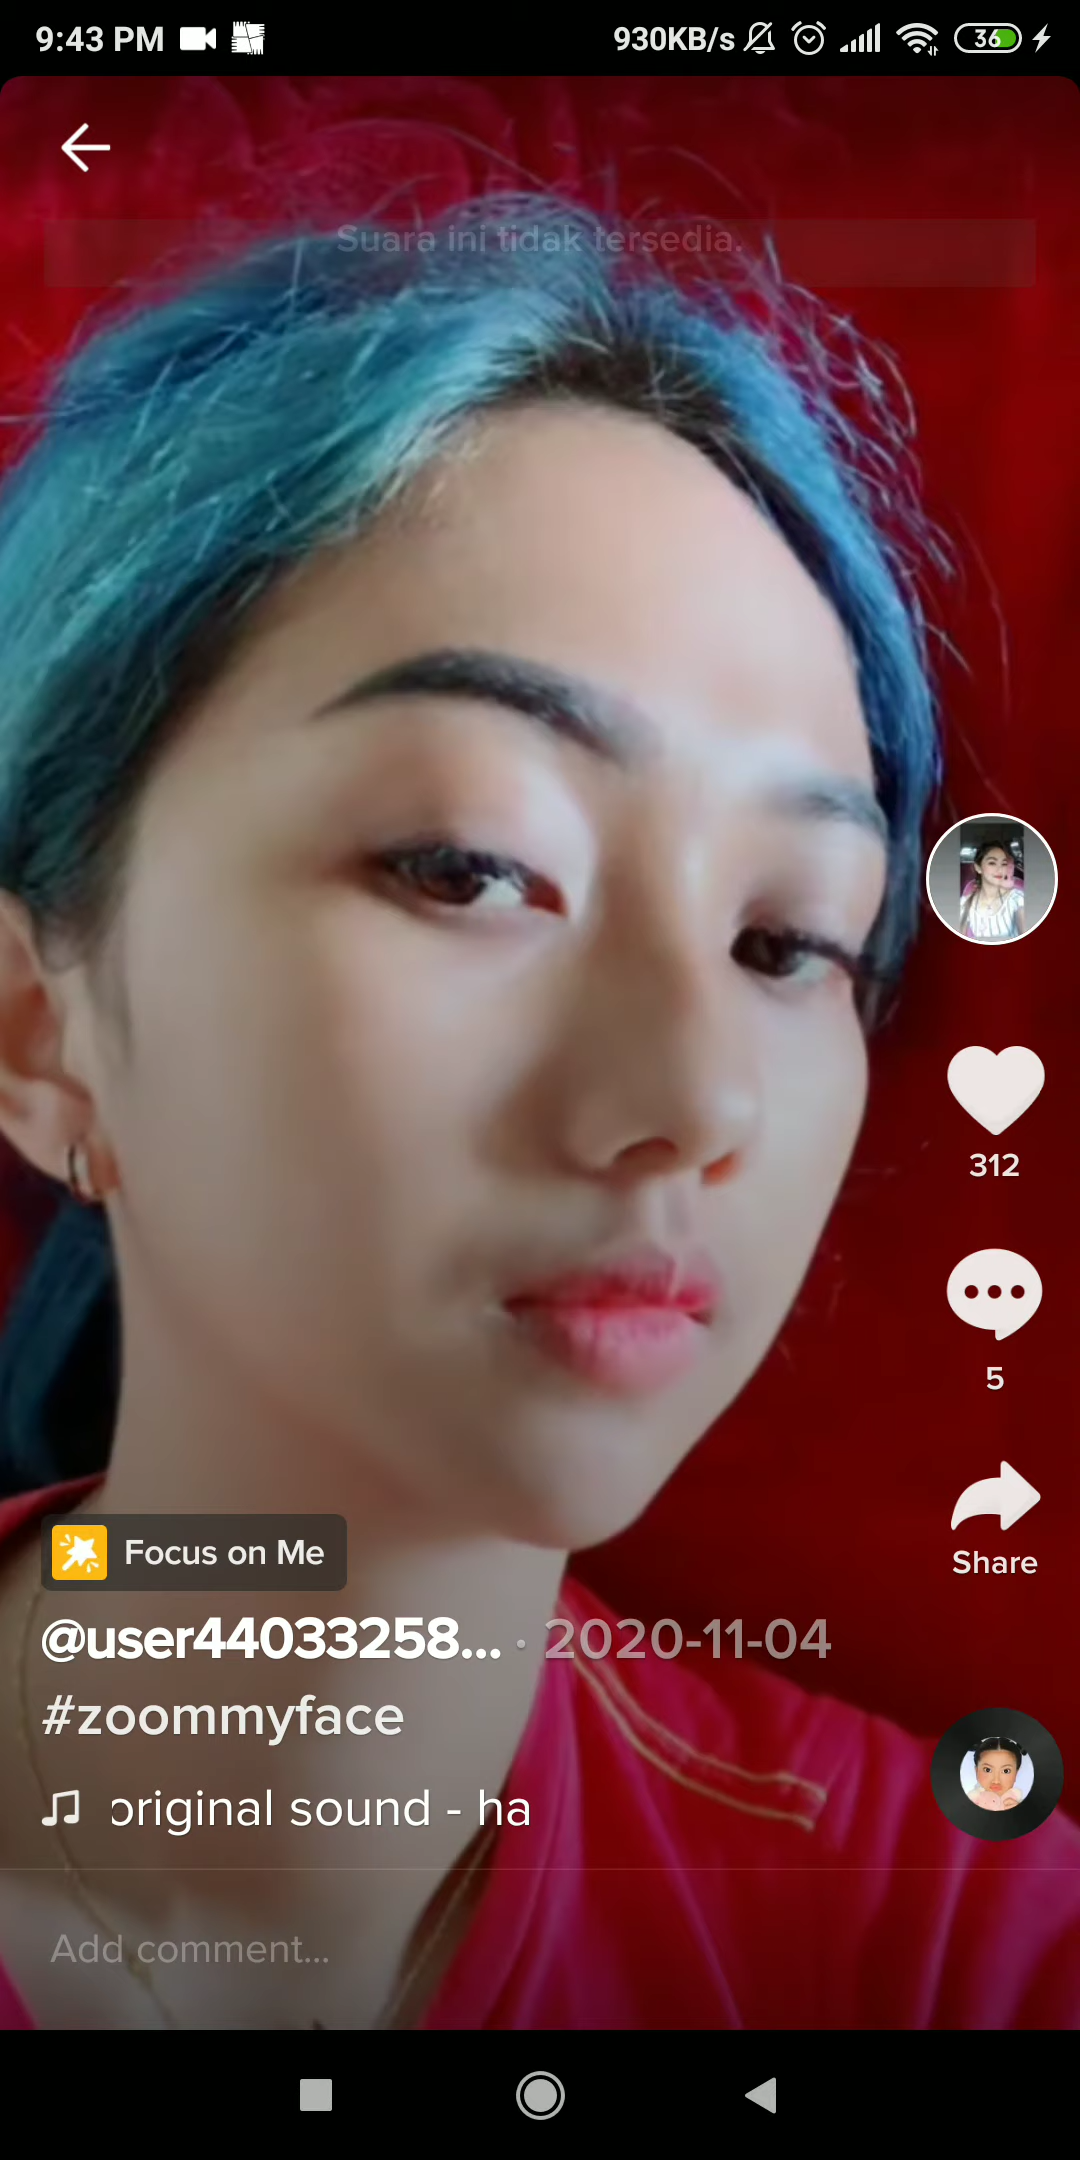 9:43 PM 930KB/s 36
Suara ini tidak tersedia.
312
5
Share
Focus on Me
@user44033258... · 2020-11-04
#zoommyface
original sound - ha
Add comment...